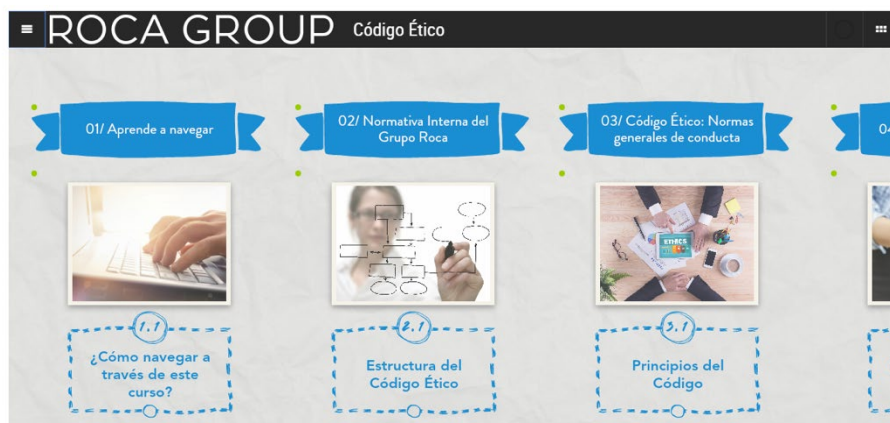 ROCA GROUP Código Ético
01/ Aprende a navegar
02/ Normativa Interna del
Grupo Roca
03/ Código Ético: Normas
generales de conducta
04
ETHICS
1.1
¿Cómo navegar a
través de este
curso?
2.1
Estructura del
Código Ético
3.1
Principios del
Código